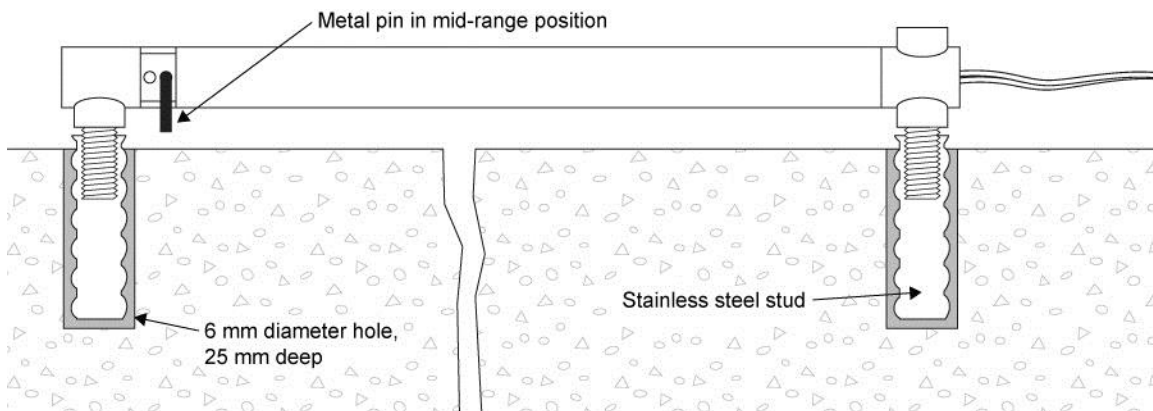 Metal pin in mid-range position
Stainless steel stud
6 mm diameter hole,
25 mm deep